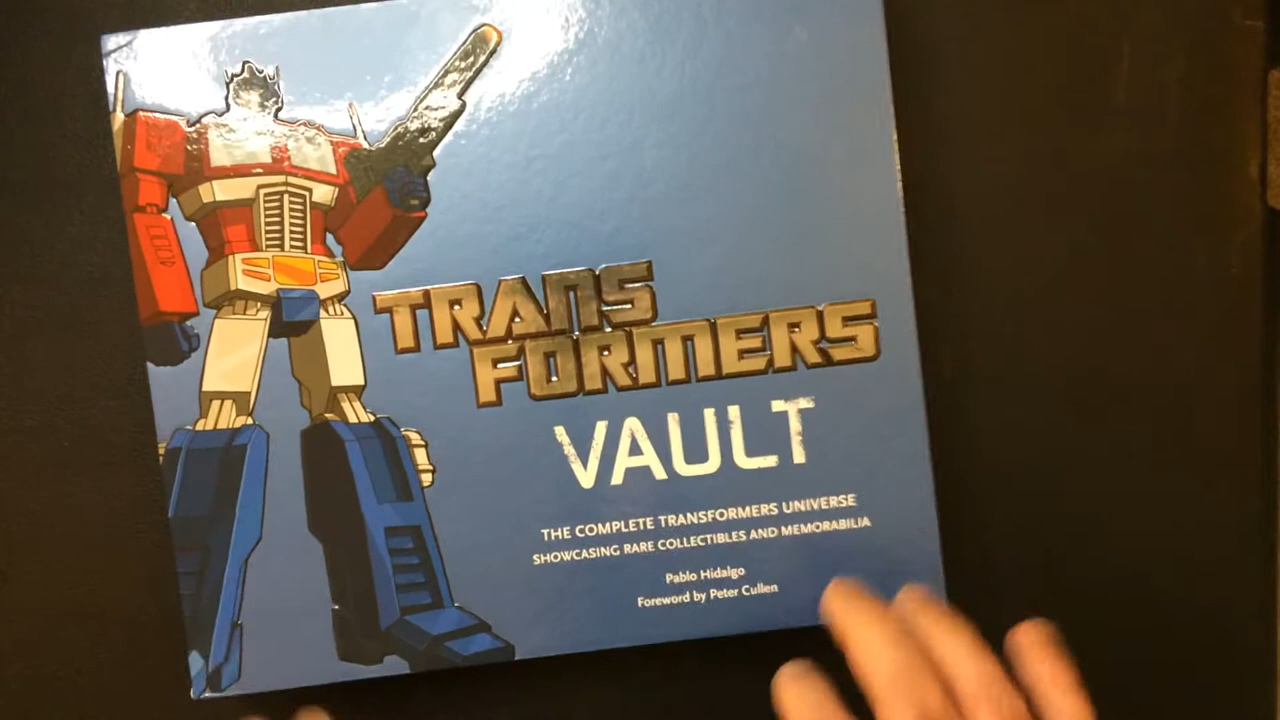 TRANS
FORMERS
VAULT
THE COMPLETE TRANSFORMERS UNIVERSE
SHOWCASING RARE COLLECTIBLES AND MEMORABILIA
Pablo Hidalgo
Foreword by Peter Cullen